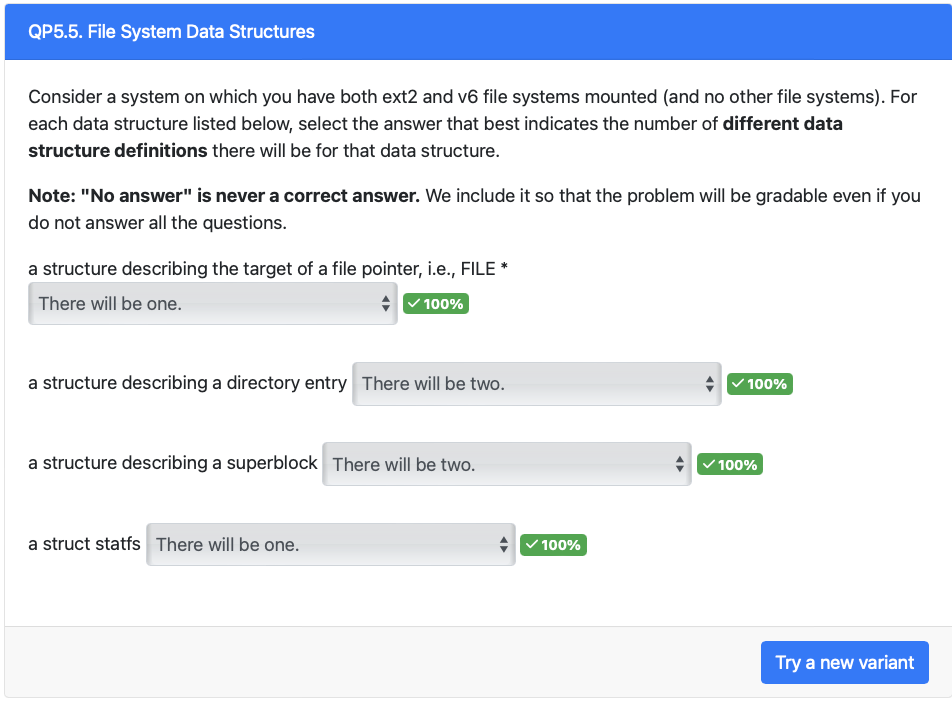 QP5.5. File System Data Structures
Consider a system on which you have both ext2 and v6 file systems mounted (and no other file systems). For
each data structure listed below, select the answer that best indicates the number of different data
structure definitions there will be for that data structure.
Note: "No answer" is never a correct answer. We include it so that the problem will be gradable even if you
do not answer all the questions.
a structure describing the target of a file pointer, i.e., FILE *
There will be one. ✓ 100%
a structure describing a directory entry There will be two. ✓ 100%
a structure describing a superblock There will be two. ✓ 100%
a struct statfs There will be one. ✓ 100%
Try a new variant